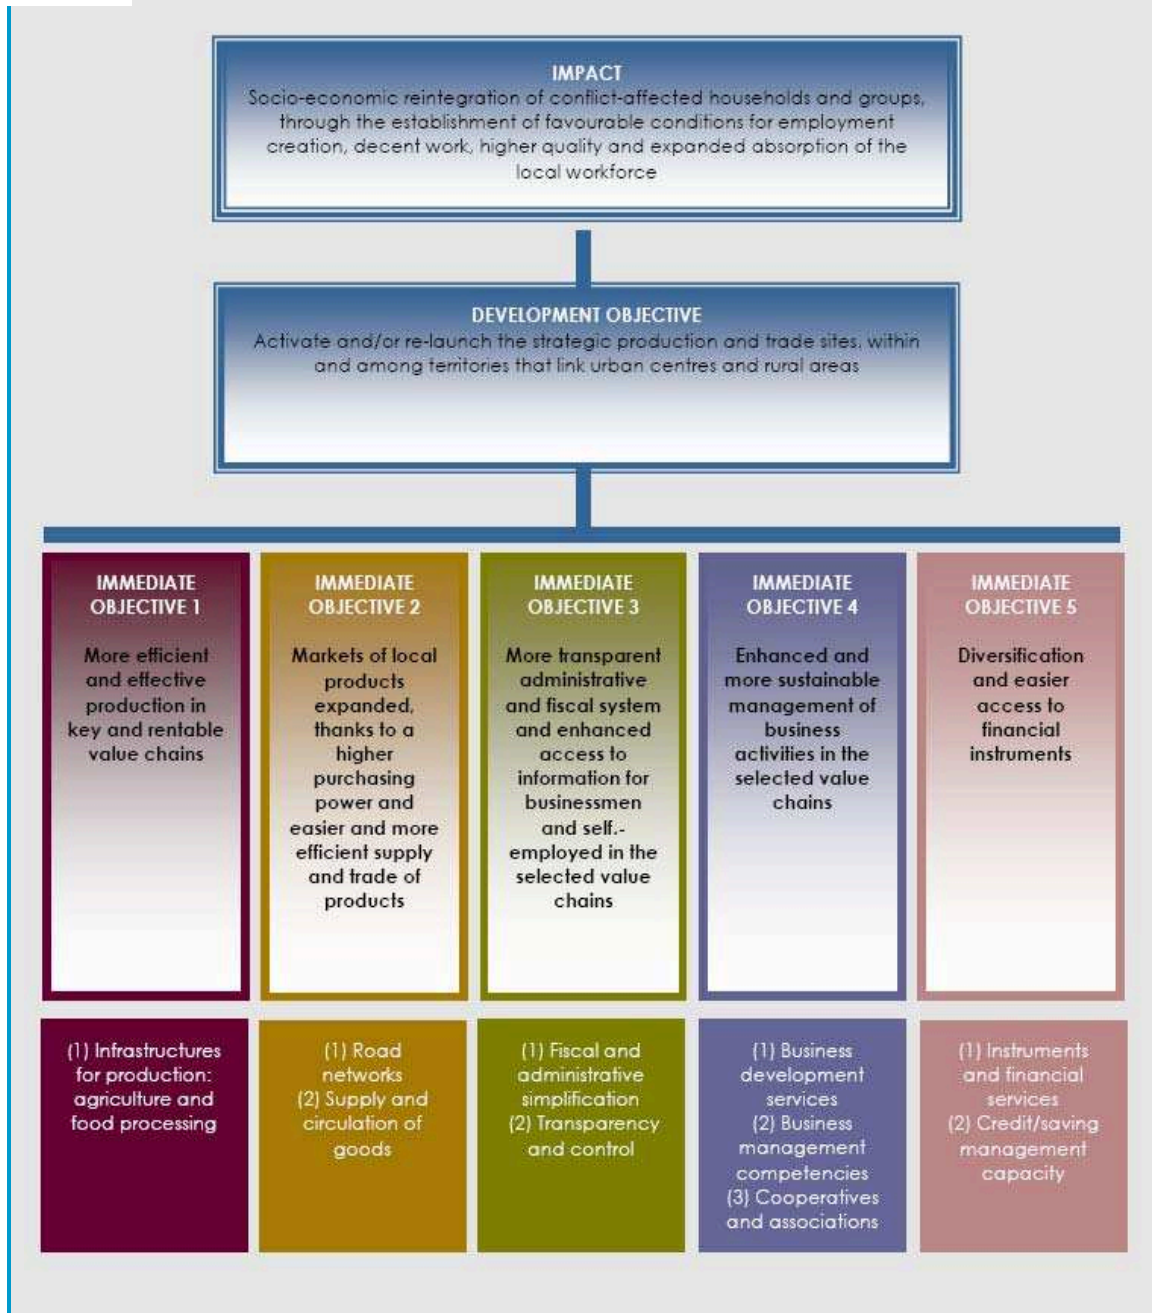 IMPACT
Socio-economic reintegration of conflict-affected households and groups,
through the establishment of favourable conditions for employment
creation, decent work, higher quality and expanded absorption of the
local workforce
DEVELOPMENT OBJECTIVE
Activate and/or re-launch the strategic production and trade sites, within
and among territories that link urban centres and rural areas
IMMEDIATE
OBJECTIVE 1
More efficient
and effective
production in
key and rentable
value chains
IMMEDIATE
OBJECTIVE 2
Markets of local
products
expanded,
thanks to a
higher
purchasing
power and
easier and more
efficient supply
and trade of
products
IMMEDIATE
OBJECTIVE 3
More transparent
administrative
and fiscal system
and enhanced
access to
information for
businessmen
and self.-
employed in the
selected value
chains
IMMEDIATE
OBJECTIVE 4
Enhanced and
more sustainable
management of
business
activities in the
selected value
chains
IMMEDIATE
OBJECTIVE 5
Diversification
and easier
access to
financial
instruments
(1) Infrastructures
for production:
agriculture and
food processing
(1) Road
networks
(2) Supply and
circulation of
goods
(1) Fiscal and
administrative
simplification
(2) Transparency
and control
(1) Business
development
services
(2) Business
management
competencies
(3) Cooperatives
and associations
(1) Instruments
and financial
services
(2) Credit/saving
management
capacity